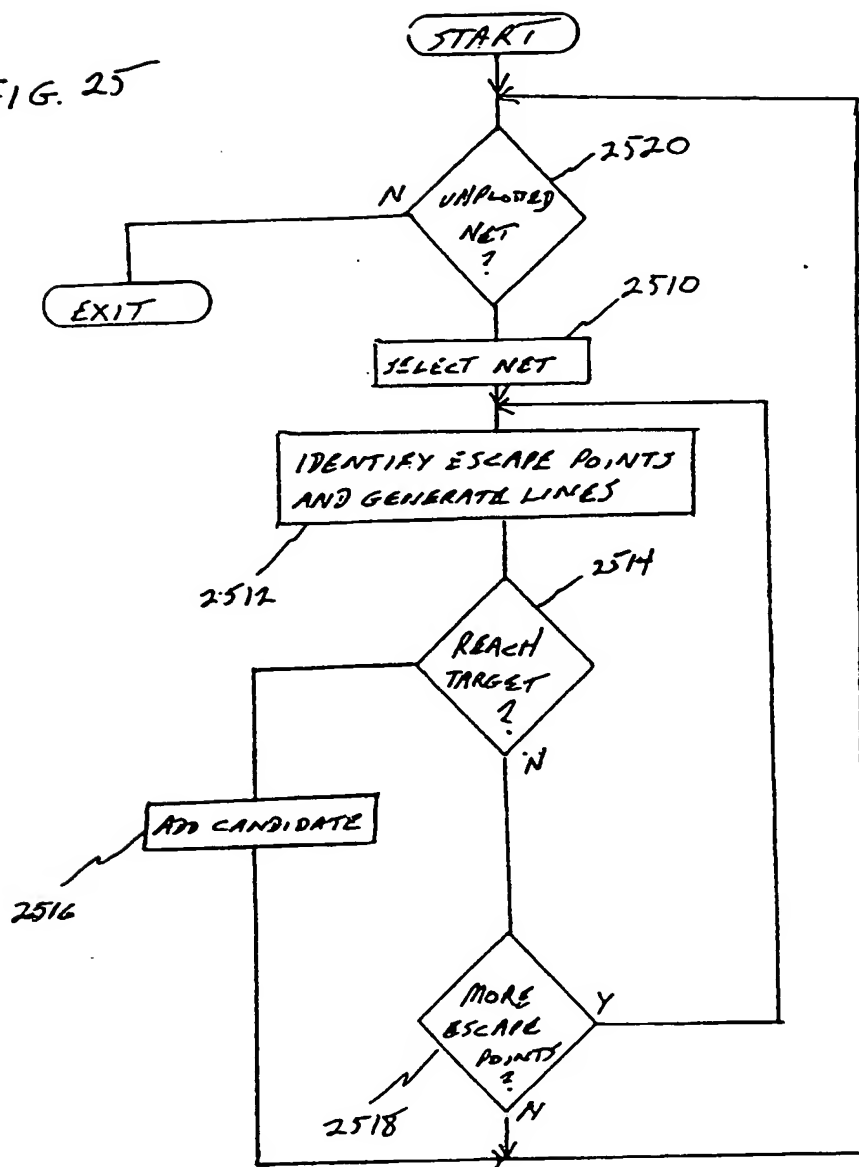 FIG. 25
START
2520
N
UNPLOTTED
NET
?
EXIT
2510
SELECT NET
IDENTIFY ESCAPE POINTS
AND GENERATE LINES
2512
2514
REACH
TARGET
?
N
ADD CANDIDATE
2516
MORE
ESCAPE
POINTS
?
Y
2518
N